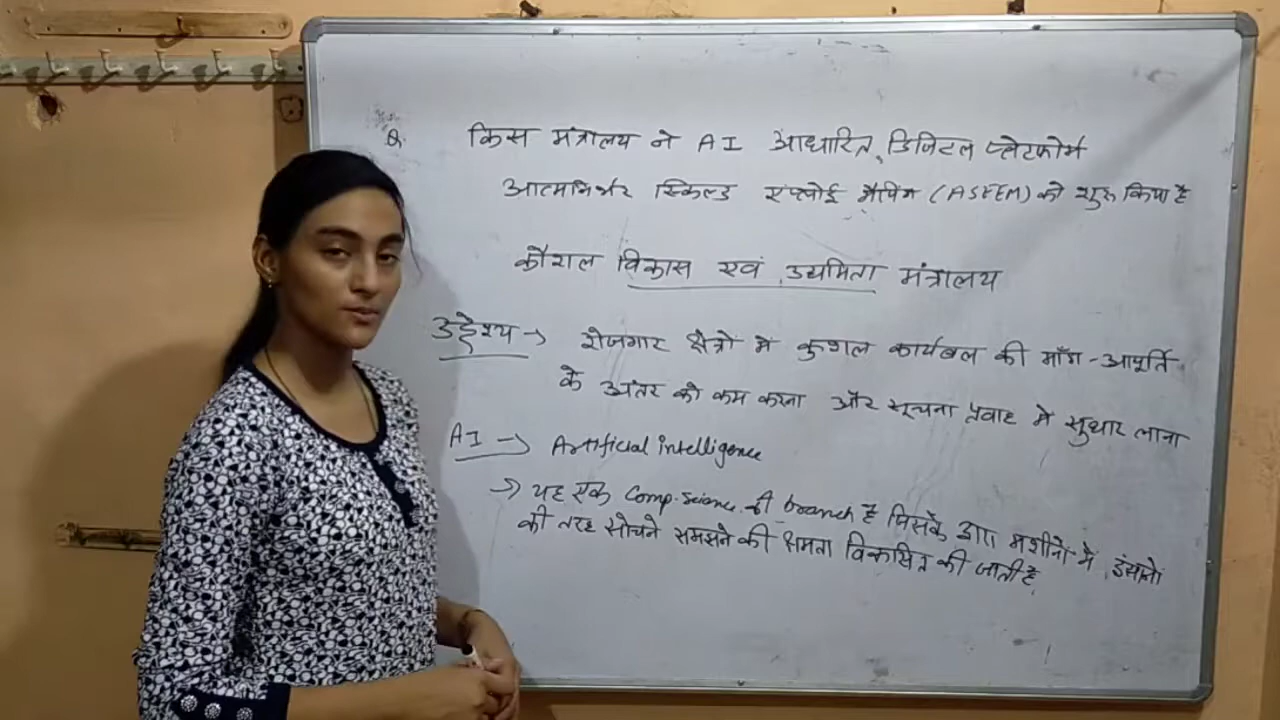 Q. किस मंत्रालय ने AI आधारित, डिजिटल प्लेटफोर्म
आत्मनिर्भर स्किल्ड एम्प्लोई मैपिंग (ASEEM) को शुरू किया है
कौशल विकास एवं उद्यमिता मंत्रालय
उद्देश्य → रोजगार क्षेत्रो मे कुशल कार्यबल की माँग-आपूर्ति
के अंतर को कम करना और सूचना प्रवाह मे सुधार लाना
AI → Artificial intelligence
→ यह एक Comp. Science की branch है जिसके द्वारा मशीनो में इंसानो
की तरह सोचने समझने की क्षमता विकासित की जाती है